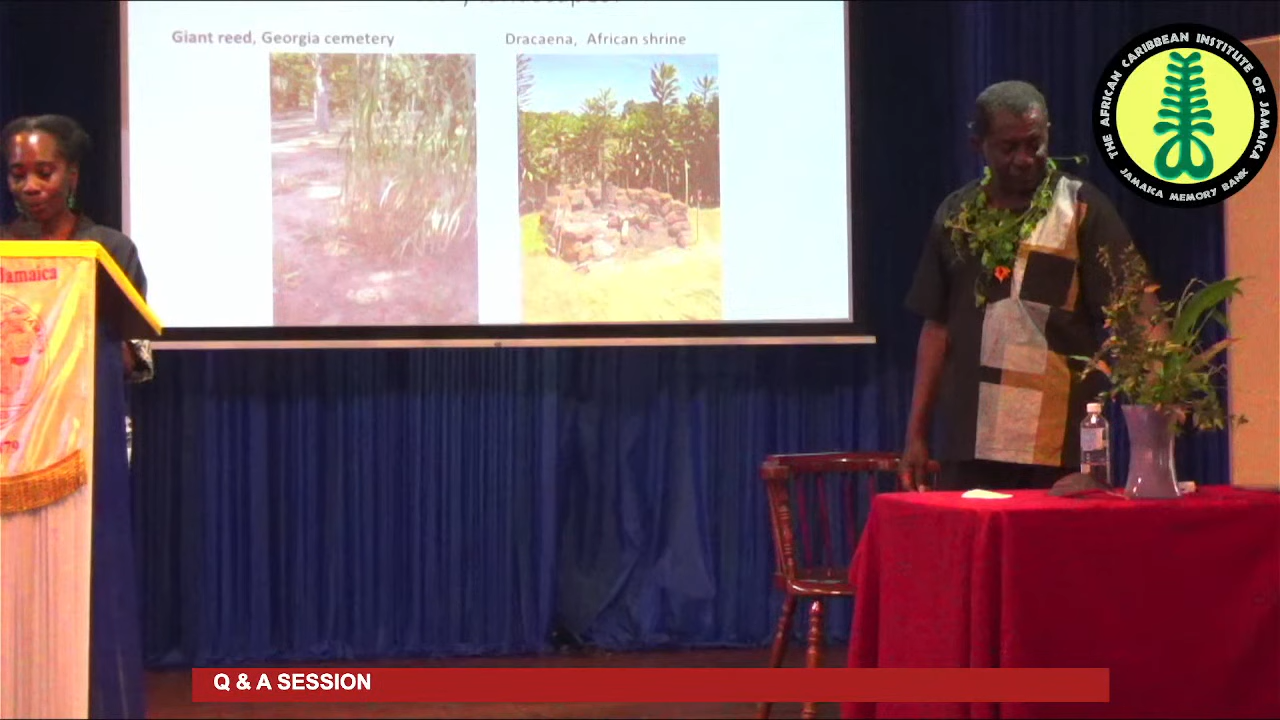 Giant reed, Georgia cemetery
Dracaena, African shrine
THE AFRICAN CARIBBEAN INSTITUTE OF JAMAICA
JAMAICA MEMORY BANK
Jamaica
Q & A SESSION